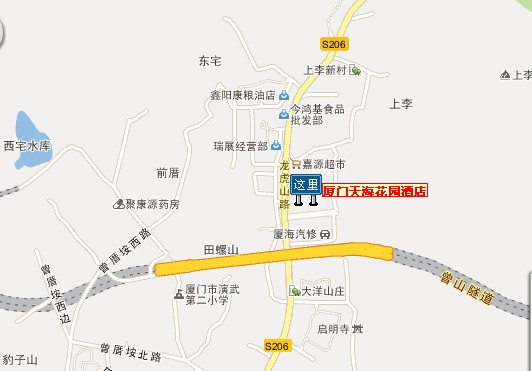 S206
东宅
上李新村
上李
鑫阳康粮油店
今鸿基食品
批发部
西宅水库
瑞展经营部
前厝
嘉源超市
龙虎山路
这里
厦门天海花园酒店
聚康源药房
厦海汽修
田螺山
曾厝垵西路
曾山隧道
厦门市演武
第二小学
大洋山庄
曾厝垵西边
启明寺
S206
曾厝垵北路
豹子山